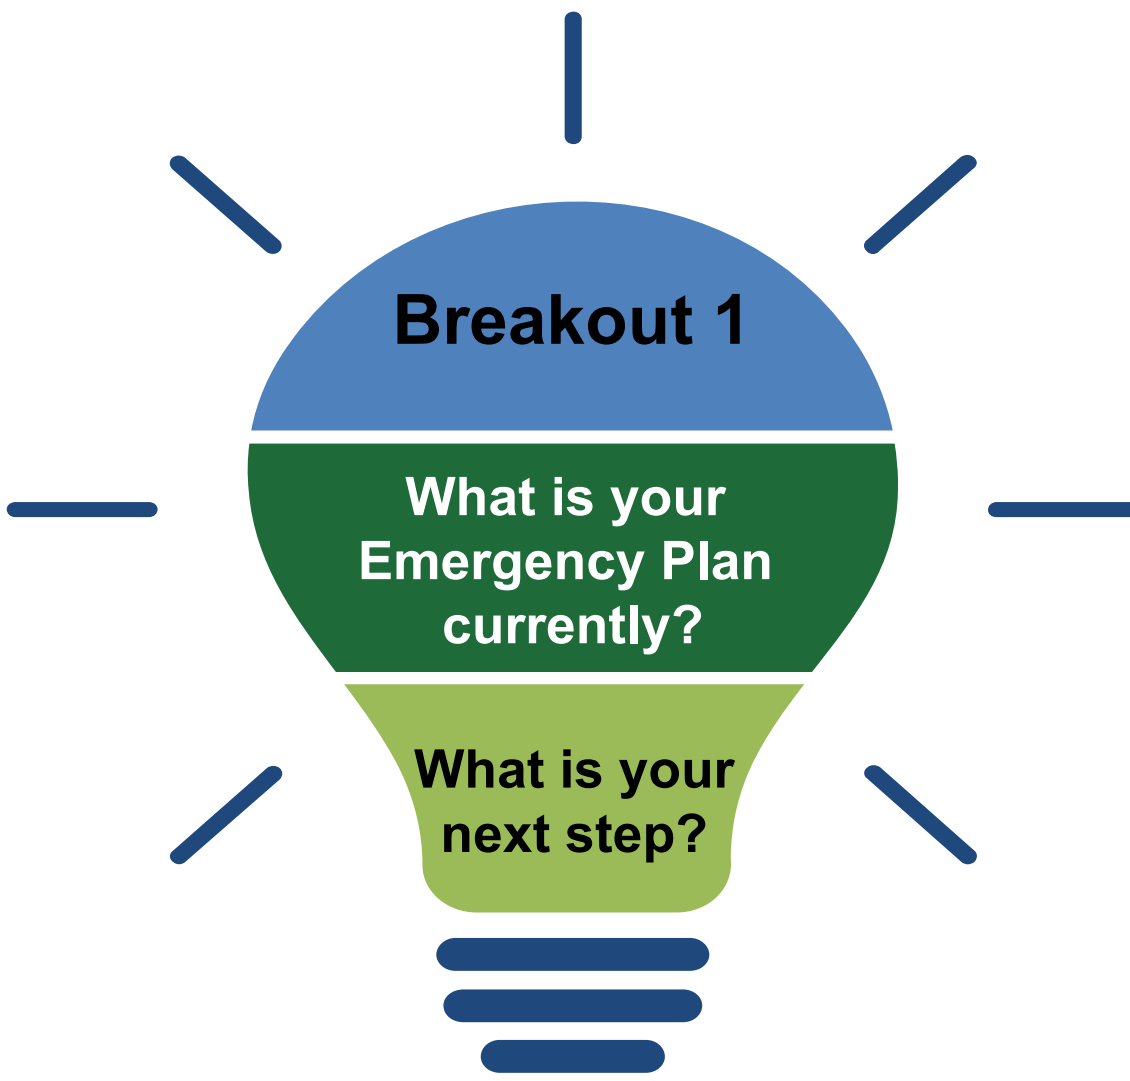 Breakout 1
What is your
Emergency Plan
currently?
What is your
next step?